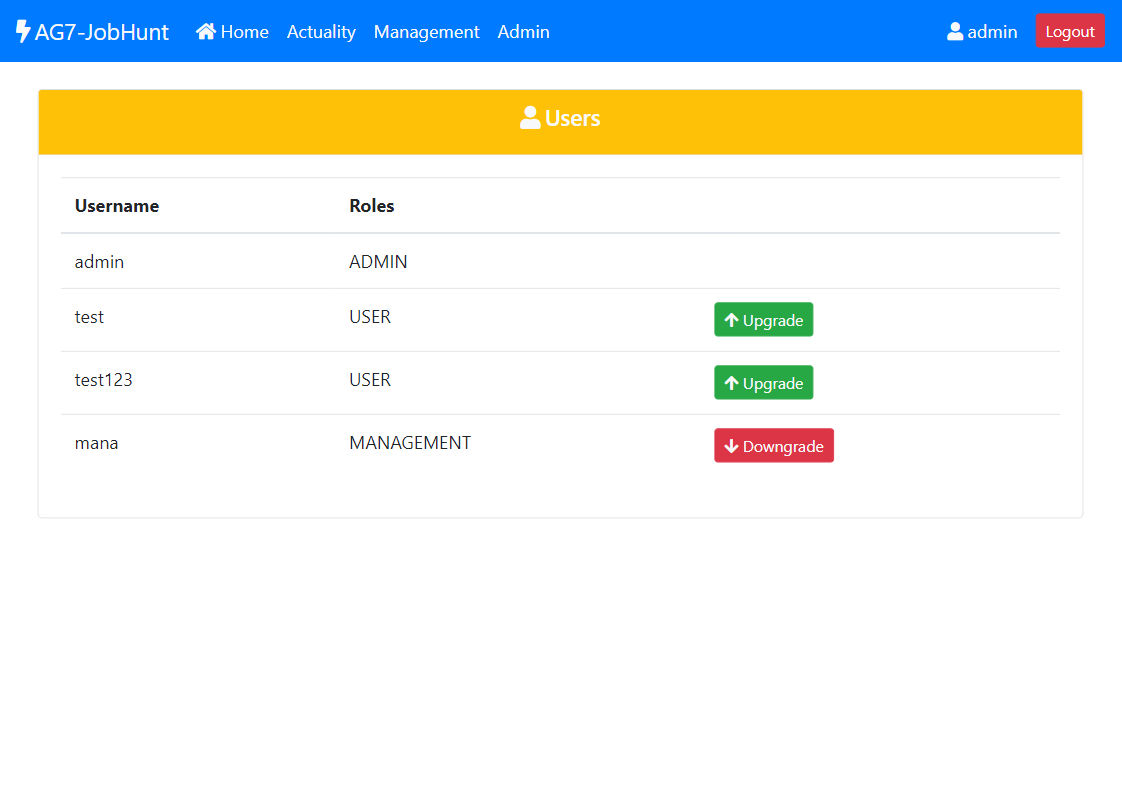 AG7-JobHunt Home Actuality Management Admin admin Logout
Users
Username Roles
admin ADMIN
test USER Upgrade
test123 USER Upgrade
mana MANAGEMENT Downgrade